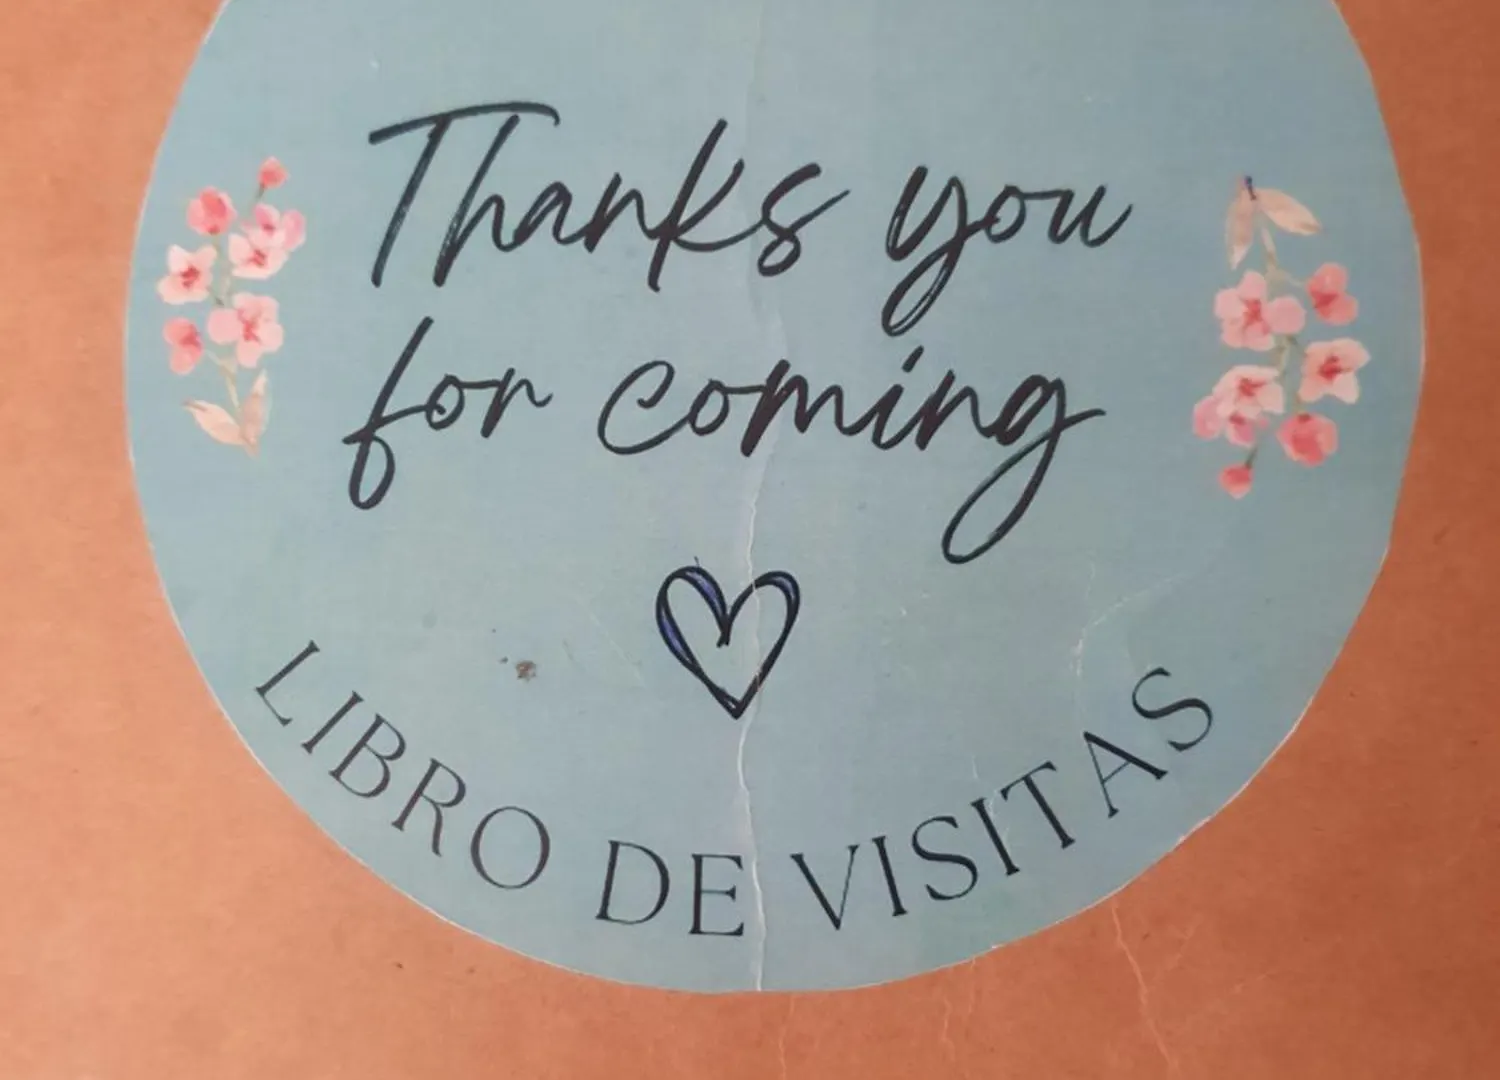 Thanks you
for coming
LIBRO DE VISITAS